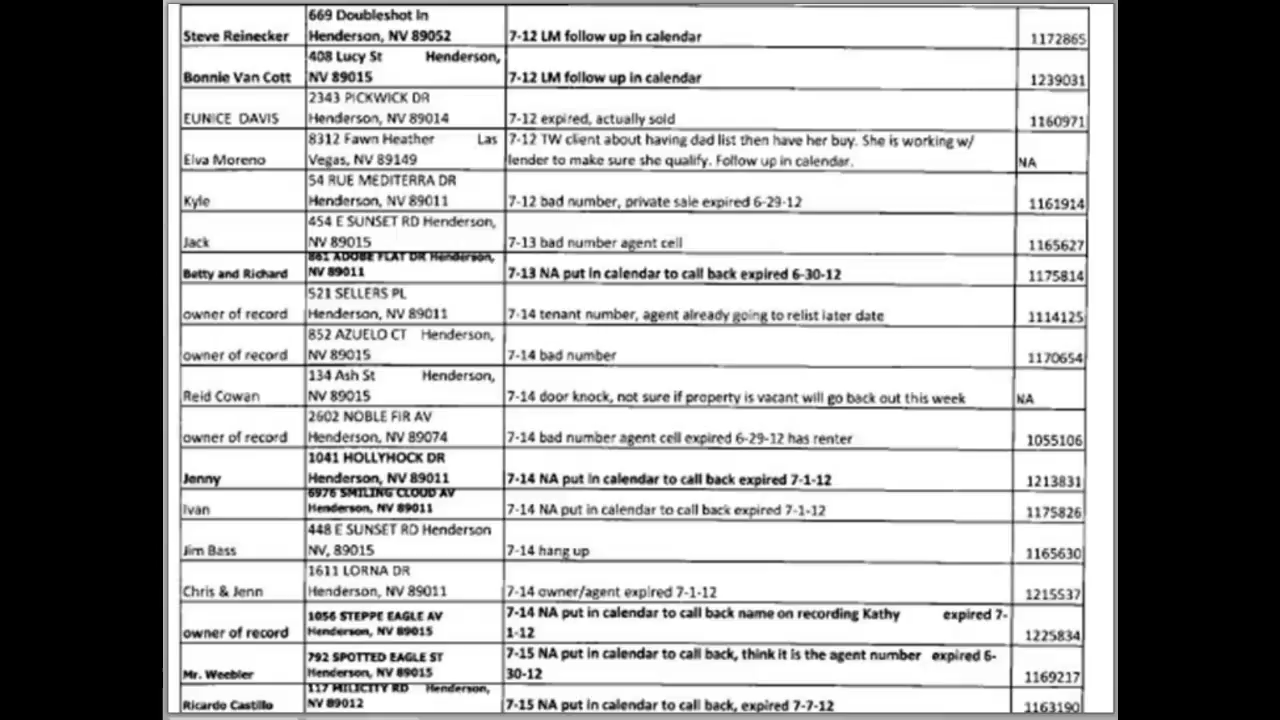 669 Doubleshot ln
Steve Reinecker Henderson, NV 89052 7-12 LM follow up in calendar 1172865
408 Lucy St Henderson,
Bonnie Van Cott NV 89015 7-12 LM follow up in calendar 1239031
2343 PICKWICK DR
EUNICE DAVIS Henderson, NV 89014 7-12 expired, actually sold 1160971
8312 Fawn Heather Las 7-12 TW client about having dad list then have her buy. She is working w/
Elva Moreno Vegas, NV 89149 lender to make sure she qualify. Follow up in calendar. NA
54 RUE MEDITERRA DR
Kyle Henderson, NV 89011 7-12 bad number, private sale expired 6-29-12 1161914
454 E SUNSET RD Henderson,
Jack NV 89015 7-13 bad number agent cell 1165627
861 ADOBE FLAT DR Henderson,
Betty and Richard NV 89011 7-13 NA put in calendar to call back expired 6-30-12 1175814
521 SELLERS PL
owner of record Henderson, NV 89011 7-14 tenant number, agent already going to relist later date 1114125
852 AZUELO CT Henderson,
owner of record NV 89015 7-14 bad number 1170654
134 Ash St Henderson,
Reid Cowan NV 89015 7-14 door knock, not sure if property is vacant will go back out this week NA
2602 NOBLE FIR AV
owner of record Henderson, NV 89074 7-14 bad number agent cell expired 6-29-12 has renter 1055106
1041 HOLLYHOCK DR
Jenny Henderson, NV 89011 7-14 NA put in calendar to call back expired 7-1-12 1213831
6976 SMILING CLOUD AV
Ivan Henderson, NV 89011 7-14 NA put in calendar to call back expired 7-1-12 1175826
448 E SUNSET RD Henderson
Jim Bass NV, 89015 7-14 hang up 1165630
1611 LORNA DR
Chris & Jenn Henderson, NV 89011 7-14 owner/agent expired 7-1-12 1215537
1056 STEPPE EAGLE AV 7-14 NA put in calendar to call back name on recording Kathy expired 7-
owner of record Henderson, NV 89015 1-12 1225834
792 SPOTTED EAGLE ST 7-15 NA put in calendar to call back, think it is the agent number expired 6-
Mr. Weebler Henderson, NV 89015 30-12 1169217
117 MILICITY RD Henderson,
Ricardo Castillo NV 89012 7-15 NA put in calendar to call back, expired 7-7-12 1163190